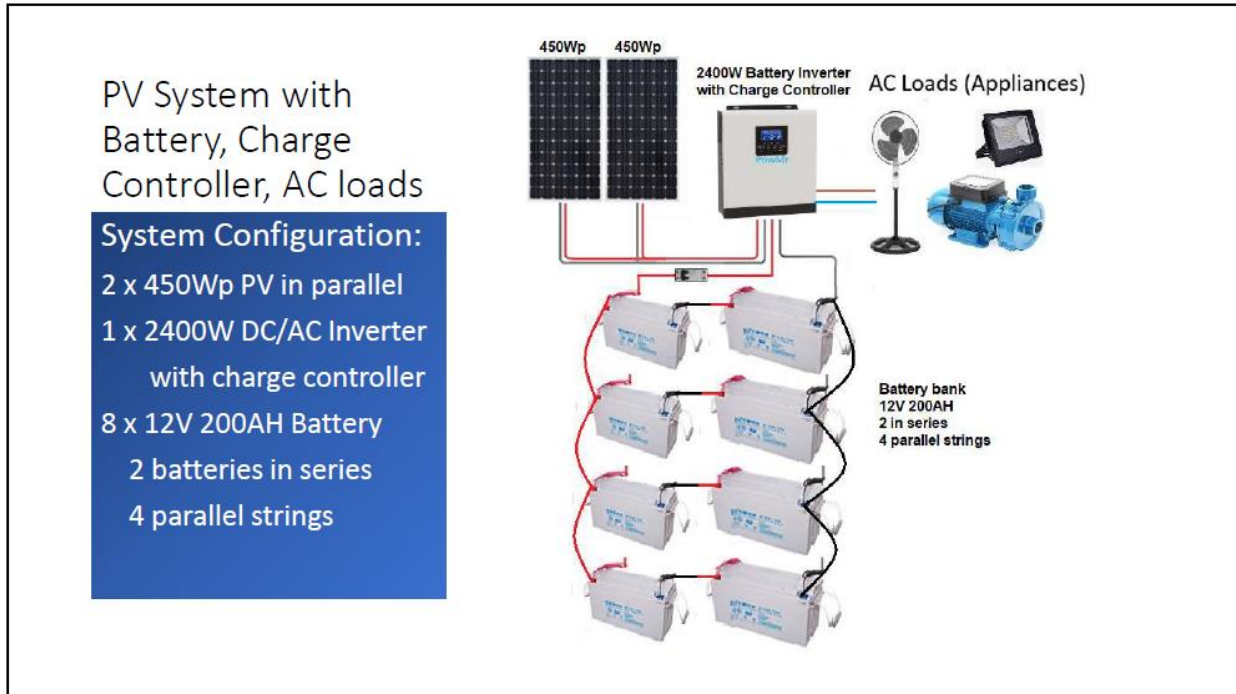 PV System with
Battery, Charge
Controller, AC loads
System Configuration:
2 x 450Wp PV in parallel
1 x 2400W DC/AC Inverter
with charge controller
8 x 12V 200AH Battery
2 batteries in series
4 parallel strings
450Wp
450Wp
2400W Battery Inverter
with Charge Controller
AC Loads (Appliances)
Battery bank
12V 200AH
2 in series
4 parallel strings